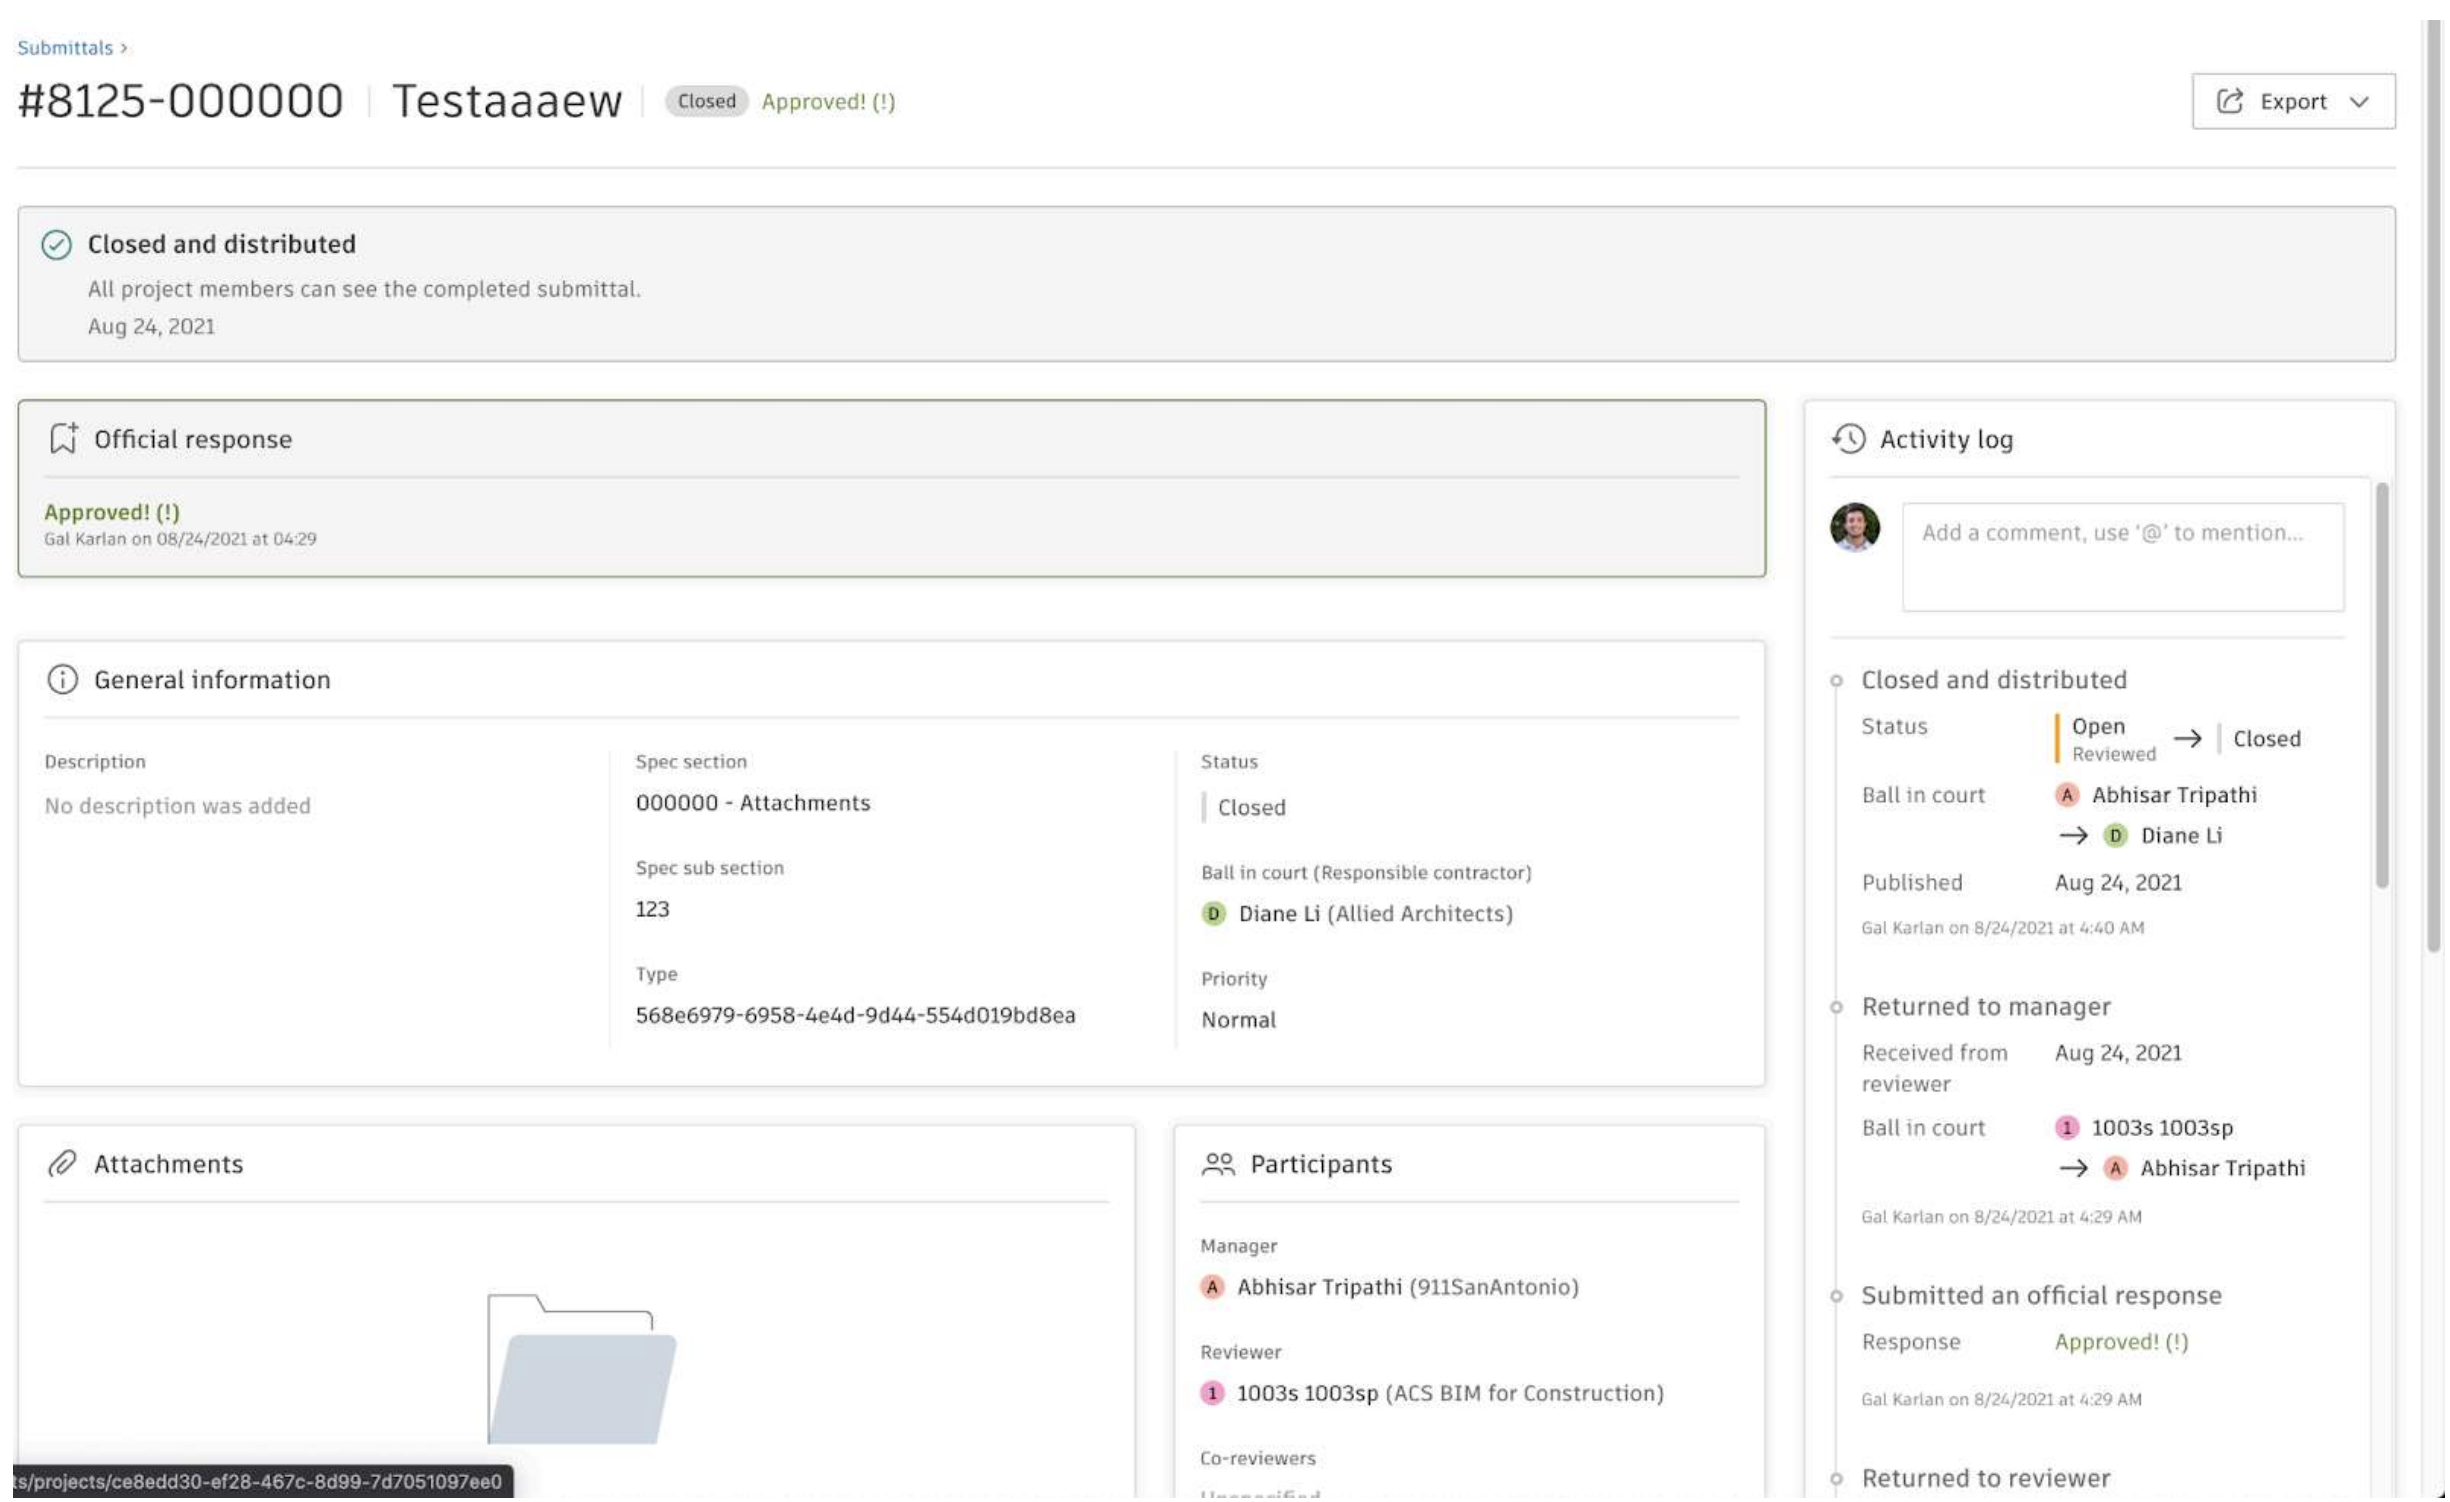 Submittals >
#8125-000000 Testaaaew Closed Approved! (!)
Export
Closed and distributed
All project members can see the completed submittal.
Aug 24, 2021
Official response
Approved! (!)
Gal Karlan on 08/24/2021 at 04:29
General information
Description
No description was added
Spec section
000000 - Attachments
Spec sub section
123
Type
568e6979-6958-4e4d-9d44-554d019bd8ea
Status
Closed
Ball in court (Responsible contractor)
D Diane Li (Allied Architects)
Priority
Normal
Attachments
Participants
Manager
A Abhisar Tripathi (911SanAntonio)
Reviewer
1 1003s 1003sp (ACS BIM for Construction)
Co-reviewers
Activity log
Add a comment, use '@' to mention...
Closed and distributed
Status Open → Closed
Reviewed
Ball in court A Abhisar Tripathi
→ D Diane Li
Published Aug 24, 2021
Gal Karlan on 8/24/2021 at 4:40 AM
Returned to manager
Received from Aug 24, 2021
reviewer
Ball in court 1 1003s 1003sp
→ A Abhisar Tripathi
Gal Karlan on 8/24/2021 at 4:29 AM
Submitted an official response
Response Approved! (!)
Gal Karlan on 8/24/2021 at 4:29 AM
Returned to reviewer
ts/projects/ce8edd30-ef28-467c-8d99-7d7051097ee0